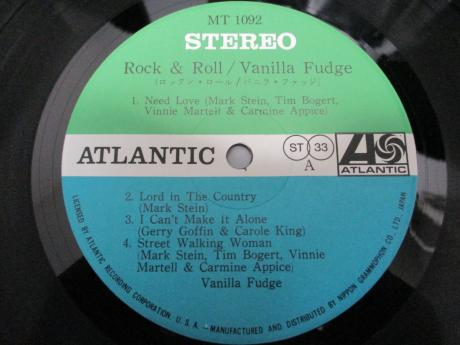 MT 1092
STEREO
Rock & Roll / Vanilla Fudge
(ロックン・ロール / バニラ・ファッジ)
1. Need Love (Mark Stein, Tim Bogert,
Vinnie Martell & Carmine Appice)
ATLANTIC
ST 33
A
ATLANTIC
2. Lord in The Country
(Mark Stein)
3. I Can't Make it Alone
(Gerry Goffin & Carole King)
4. Street Walking Woman
(Mark Stein, Tim Bogert, Vinnie
Martell & Carmine Appice)
Vanilla Fudge
LICENSED BY ATLANTIC RECORDING CORPORATION, U. S. A. - MANUFACTURED AND DISTRIBUTED BY NIPPON GRAMMOPHON CO., LTD., JAPAN